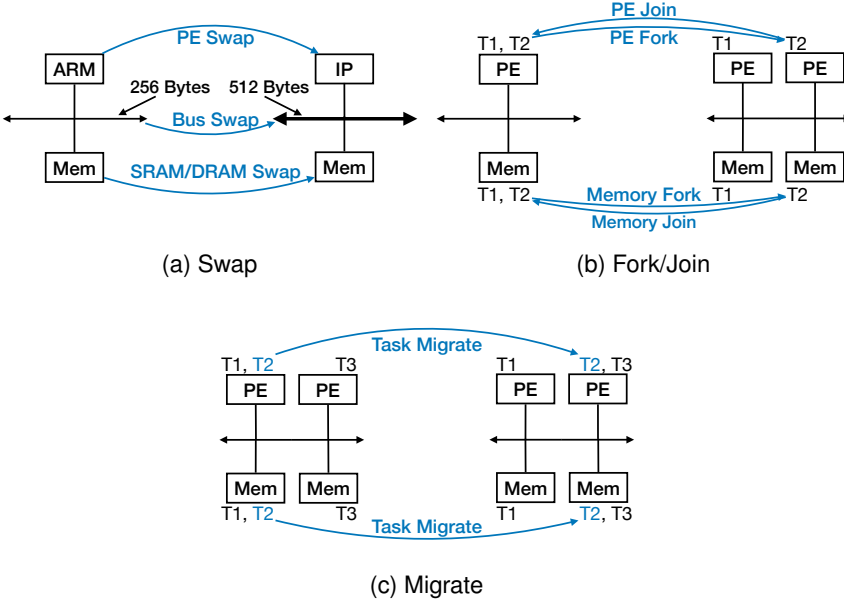 PE Swap
ARM
IP
256 Bytes
512 Bytes
Bus Swap
Mem
SRAM/DRAM Swap
Mem
(a) Swap
PE Join
T1, T2
PE Fork
T1
T2
PE
PE
PE
Mem
Mem
Mem
T1, T2
Memory Fork
T1
T2
Memory Join
(b) Fork/Join
Task Migrate
T1, T2
T3
T1
T2, T3
PE
PE
PE
PE
Mem
Mem
Mem
Mem
T1, T2
T3
Task Migrate
T1
T2, T3
(c) Migrate